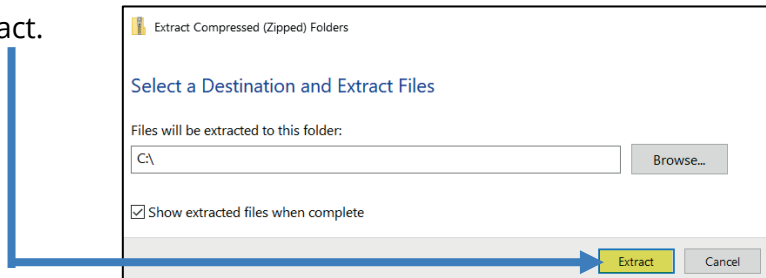 act.
Extract Compressed (Zipped) Folders
Select a Destination and Extract Files
Files will be extracted to this folder:
C:\
Browse...
Show extracted files when complete
Extract
Cancel